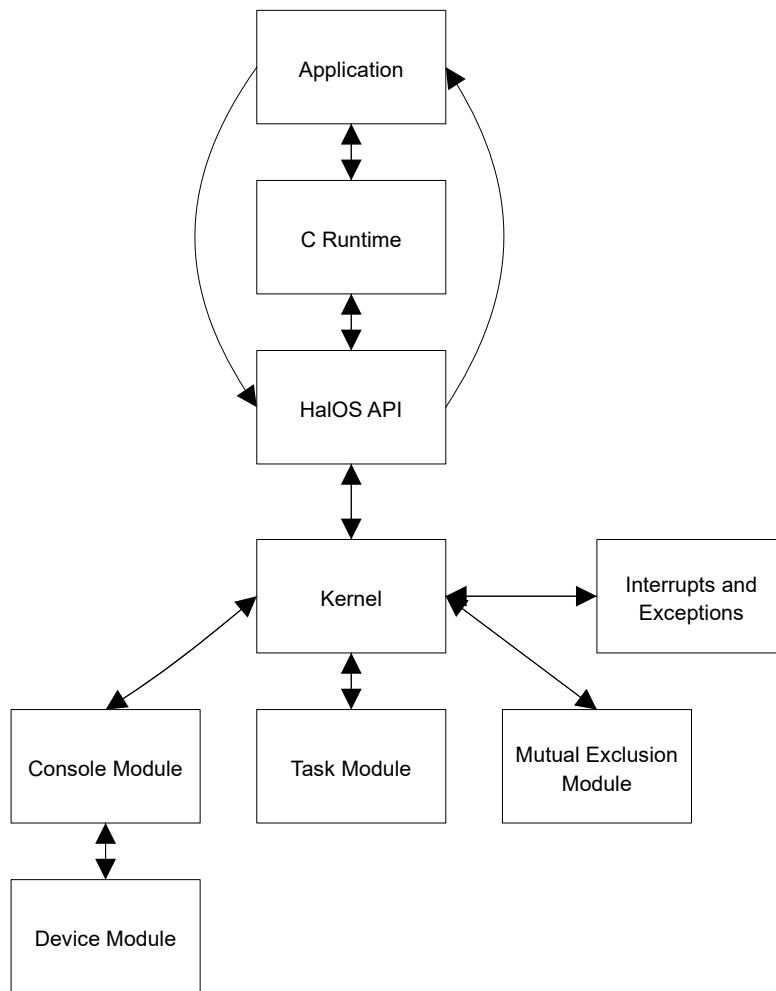 Application
C Runtime
HalOS API
Kernel
Interrupts and
Exceptions
Console Module
Task Module
Mutual Exclusion
Module
Device Module